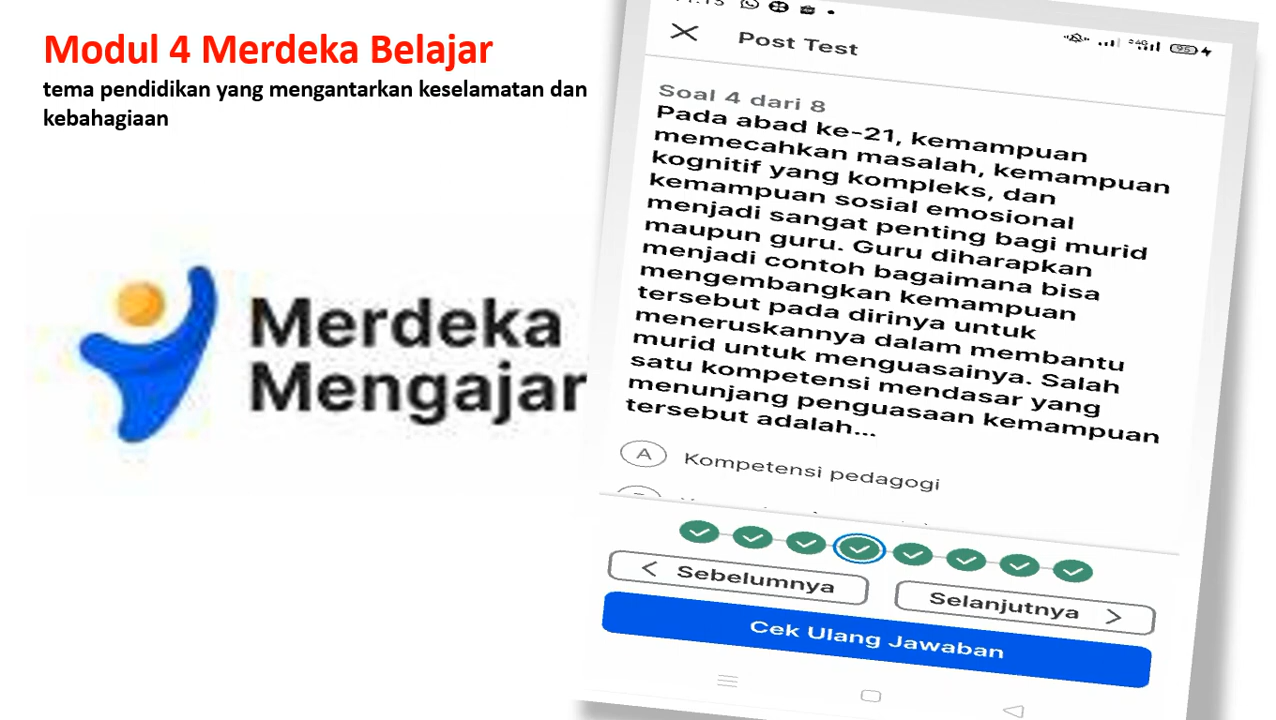 Modul 4 Merdeka Belajar
tema pendidikan yang mengantarkan keselamatan dan
kebahagiaan
Merdeka
Mengajar
Post Test
Soal 4 dari 8
Pada abad ke-21, kemampuan
memecahkan masalah, kemampuan
kognitif yang kompleks, dan
kemampuan sosial emosional
menjadi sangat penting bagi murid
maupun guru. Guru diharapkan
menjadi contoh bagaimana bisa
mengembangkan kemampuan
tersebut pada dirinya untuk
meneruskannya dalam membantu
murid untuk menguasainya. Salah
satu kompetensi mendasar yang
menunjang penguasaan kemampuan
tersebut adalah...
A Kompetensi pedagogi
Sebelumnya
Selanjutnya
Cek Ulang Jawaban